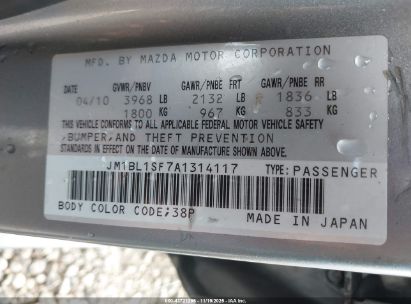 MFD. BY MAZDA MOTOR CORPORATION
DATE GVWR/PNBV GAWR/PNBE FRT GAWR/PNBE RR
04/10 3968 LB 2132 LB 1836 LB
1800 KG 967 KG 833 KG
THIS VEHICLE CONFORMS TO ALL APPLICABLE FEDERAL MOTOR VEHICLE SAFETY,
BUMPER, AND THEFT PREVENTION
STANDARDS IN EFFECT ON THE DATE OF MANUFACTURE SHOWN ABOVE.
JM1BL1SF7A1314117 TYPE: PASSENGER
BODY COLOR CODE: 38P
MADE IN JAPAN